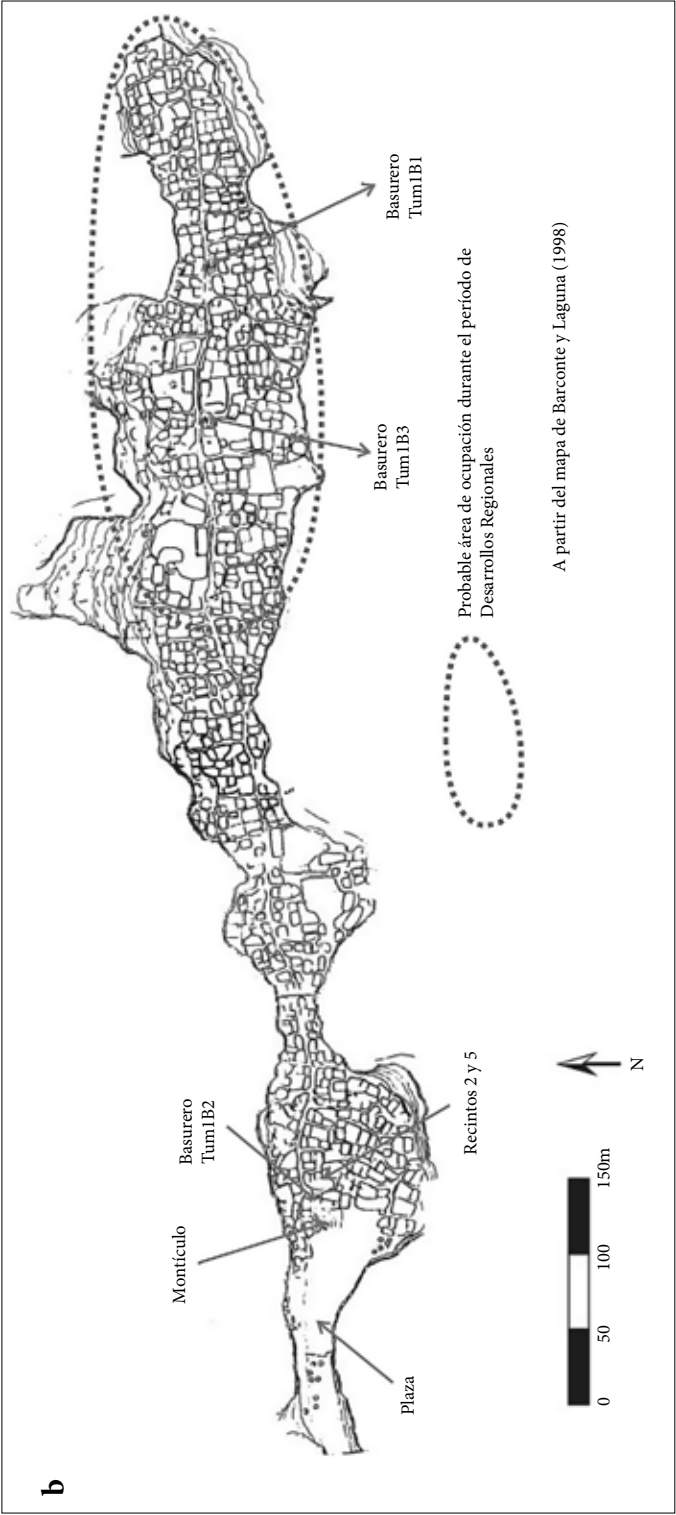 b
Montículo
Basurero
Tum1B2
Plaza
Recintos 2 y 5
Basurero
Tum1B3
Basurero
Tum1B1
Probable área de ocupación durante el período de
Desarrollos Regionales
A partir del mapa de Barconte y Laguna (1998)
0 50 100 150m
N